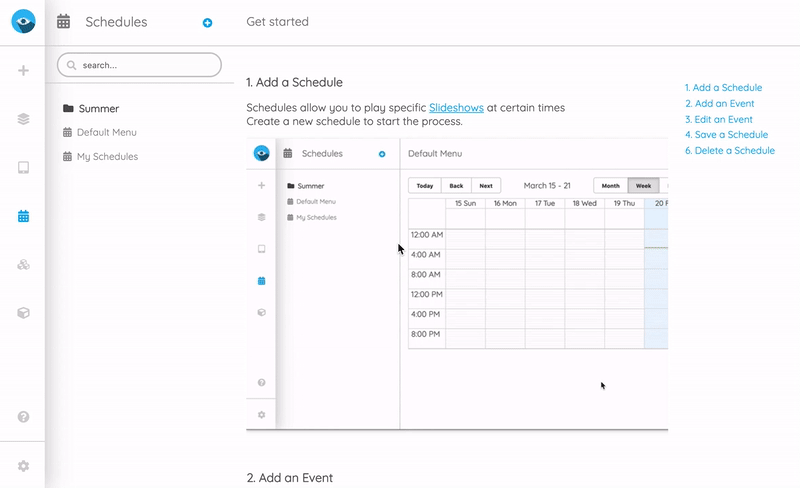 Schedules
Get started
search...
Summer
Default Menu
My Schedules
1. Add a Schedule
Schedules allow you to play specific Slideshows at certain times
Create a new schedule to start the process.
Schedules
Default Menu
Summer
Default Menu
My Schedules
Today Back Next March 15 - 21 Month Week
15 Sun 16 Mon 17 Tue 18 Wed 19 Thu 20 F
12:00 AM
4:00 AM
8:00 AM
12:00 PM
4:00 PM
8:00 PM
2. Add an Event
1. Add a Schedule
2. Add an Event
3. Edit an Event
4. Save a Schedule
6. Delete a Schedule